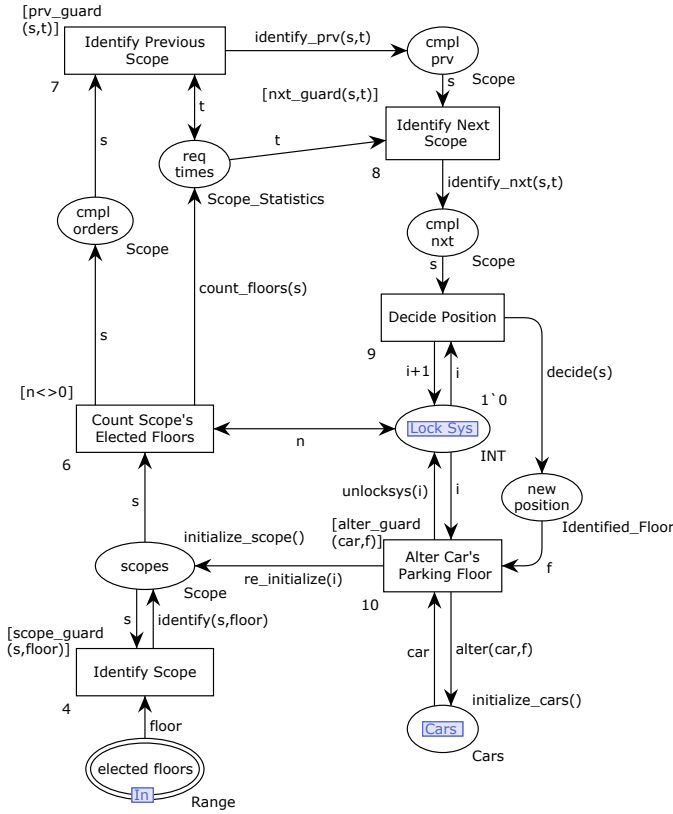 [prv_guard
(s,t)]
Identify Previous
Scope
7
identify_prv(s,t)
cmpl
prv
Scope
s
[nxt_guard(s,t)]
t
s
t
Identify Next
Scope
8
req
times
Scope_Statistics
identify_nxt(s,t)
cmpl
orders
Scope
cmpl
nxt
Scope
s
count_floors(s)
Decide Position
9
s
i+1
i
decide(s)
[n<>0]
1`0
Count Scope's
Elected Floors
6
n
Lock Sys
INT
unlocksys(i)
i
new
position
Identified_Floor
s
initialize_scope()
[alter_guard
(car,f)]
scopes
Scope
re_initialize(i)
Alter Car's
Parking Floor
10
f
s
identify(s,floor)
[scope_guard
(s,floor)]
Identify Scope
4
car
alter(car,f)
initialize_cars()
floor
Cars
Cars
elected floors
In
Range